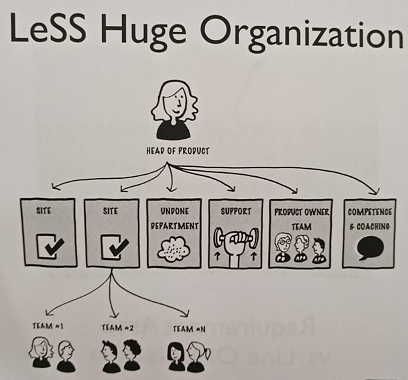 LeSS Huge Organization
HEAD OF PRODUCT
SITE
SITE
UNDONE
DEPARTMENT
SUPPORT
PRODUCT OWNER
TEAM
COMPETENCE
& COACHING
TEAM #1
TEAM #2
TEAM #N